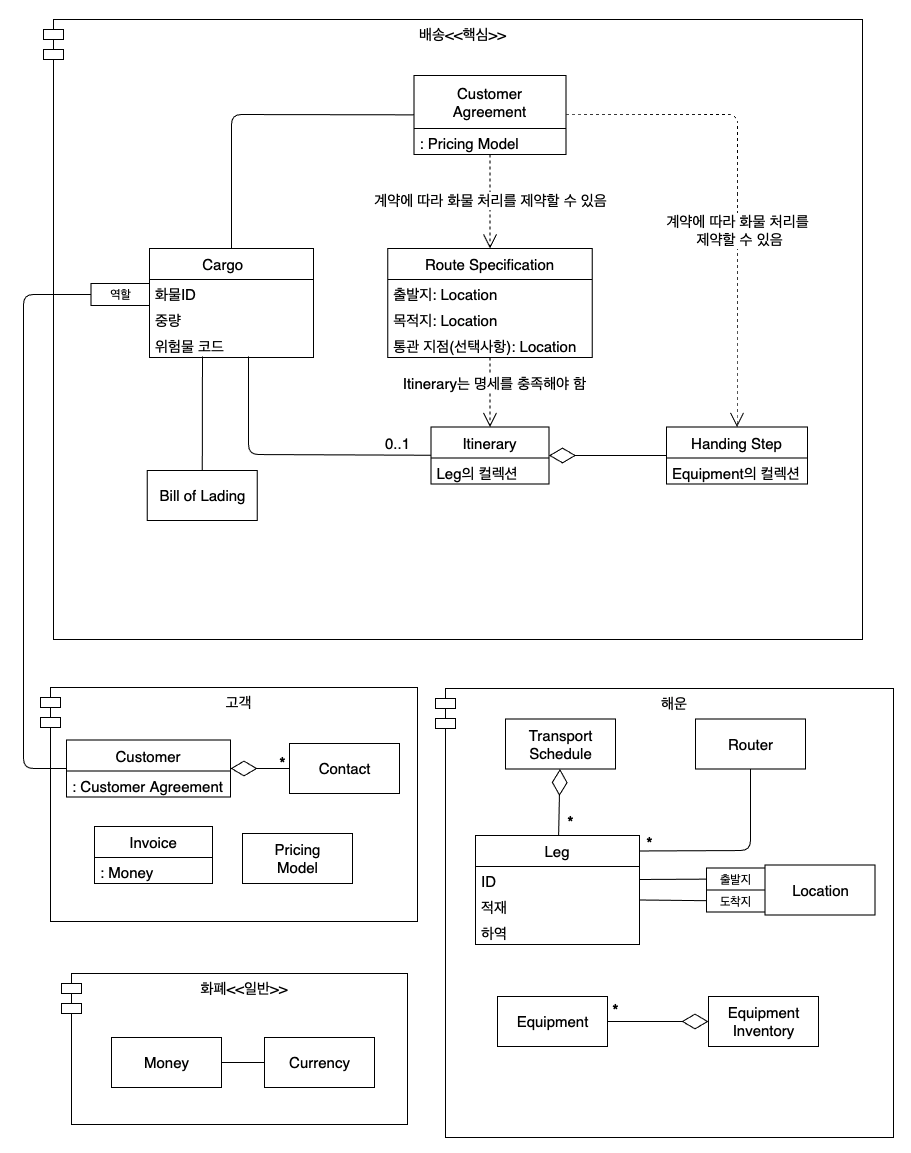 배송<<핵심>>
Customer
Agreement
: Pricing Model
계약에 따라 화물 처리를 제약할 수 있음
계약에 따라 화물 처리를
제약할 수 있음
Cargo
역할
화물ID
중량
위험물 코드
Route Specification
출발지: Location
목적지: Location
통관 지점(선택사항): Location
Itinerary는 명세를 충족해야 함
0..1
Itinerary
Leg의 컬렉션
Handing Step
Equipment의 컬렉션
Bill of Lading
고객
Customer
: Customer Agreement
*
Contact
Invoice
: Money
Pricing
Model
해운
Transport
Schedule
Router
*
*
Leg
ID
적재
하역
출발지
도착지
Location
Equipment
*
Equipment
Inventory
화폐<<일반>>
Money
Currency